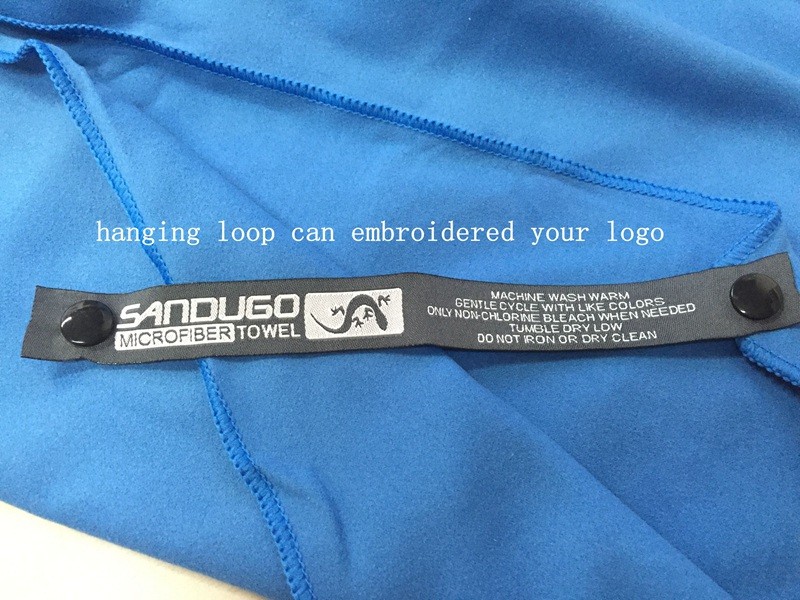 hanging loop can embroidered your logo
SANDUGO
MICROFIBER TOWEL
MACHINE WASH WARM
GENTLE CYCLE WITH LIKE COLORS
ONLY NON-CHLORINE BLEACH WHEN NEEDED
TUMBLE DRY LOW
DO NOT IRON OR DRY CLEAN